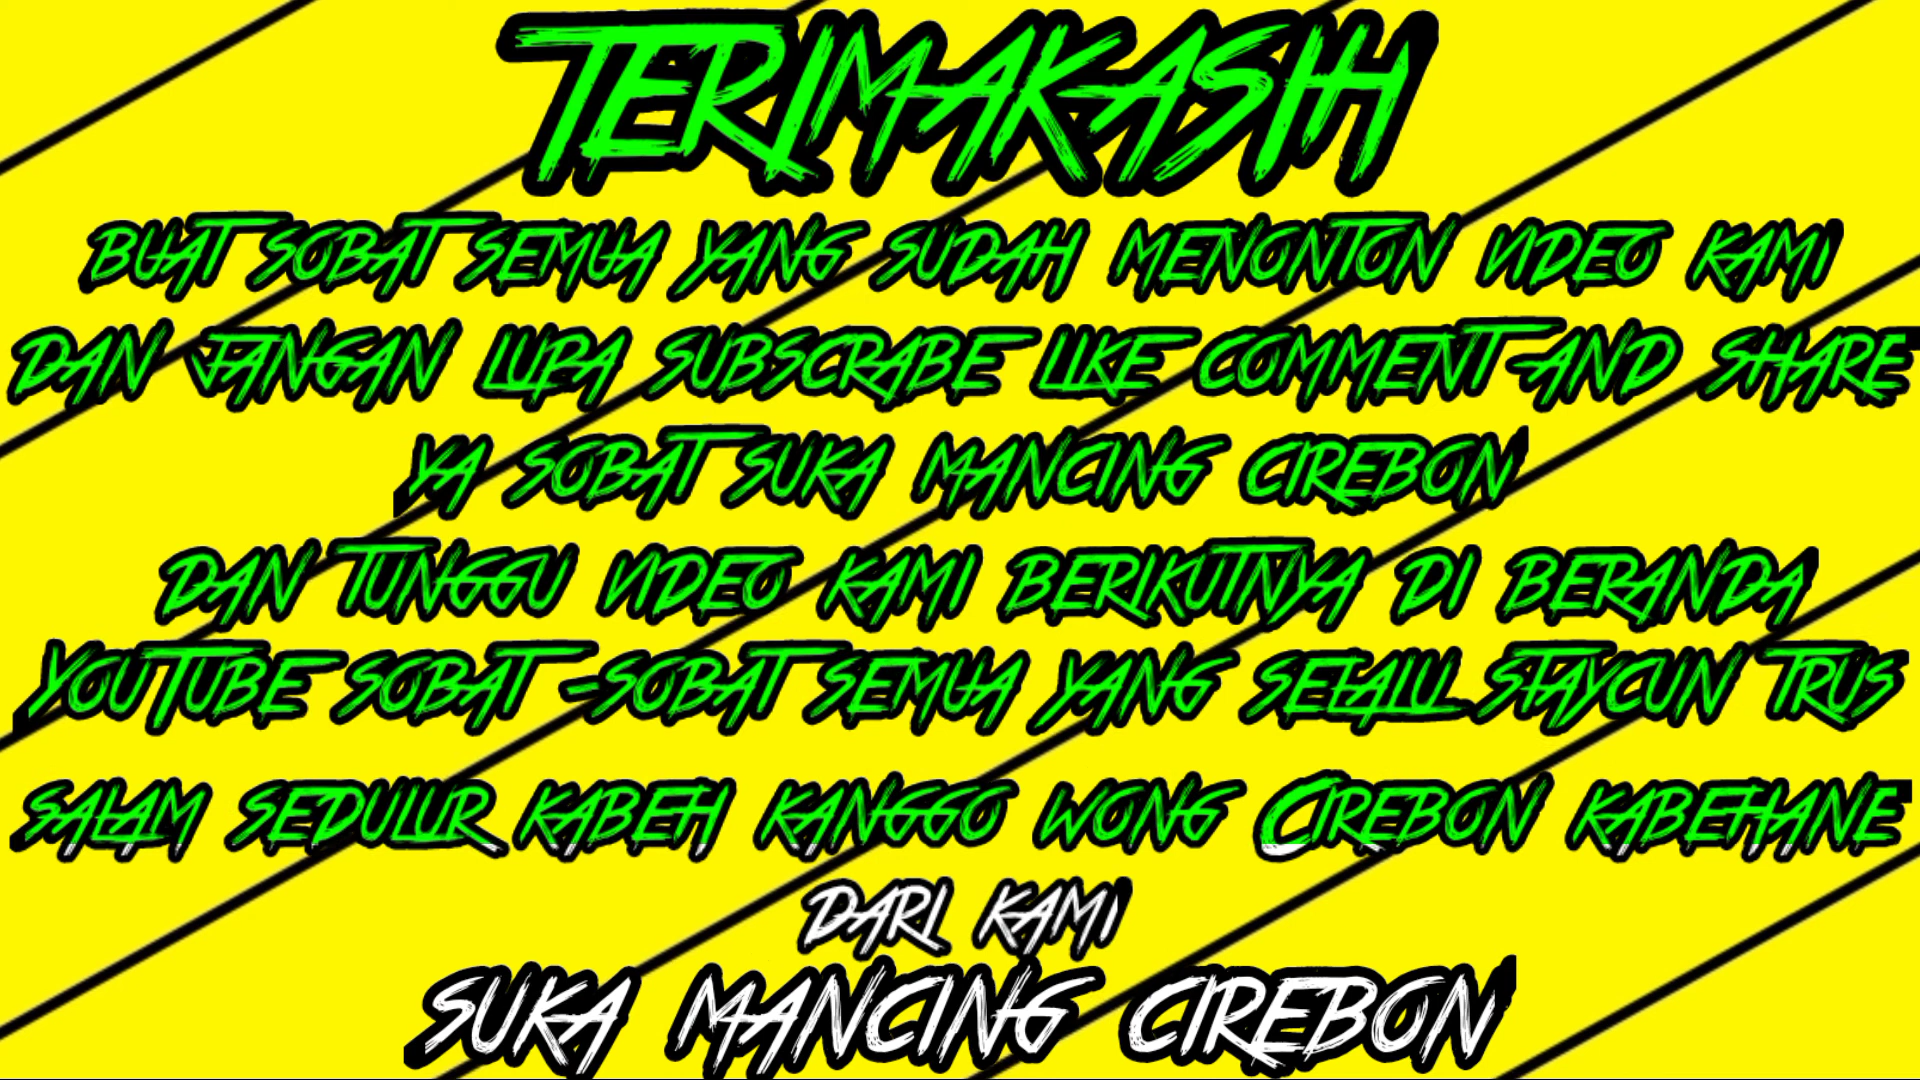 TERIMAKASIH
BUAT SOBAT SEMUA YANG SUDAH MENONTON VIDEO KAMI
DAN JANGAN LUPA SUBSCRABE LIKE COMMENT AND SHARE
YA SOBAT SUKA MANCING CIREBON
DAN TUNGGU VIDEO KAMI BERIKUTNYA DI BERANDA
YOUTUBE SOBAT -SOBAT SEMUA YANG SELALU STAYCUN TRUS
SALAM SEDULUR KABEH KANGGO WONG CIREBON KABEHANE
DARI KAMI
SUKA MANCING CIREBON